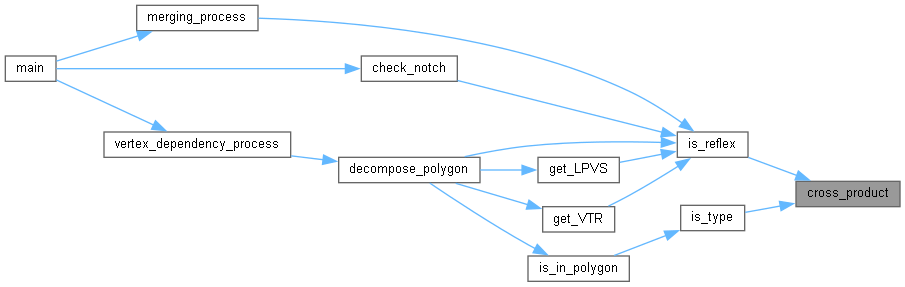 merging_process
main
check_notch
vertex_dependency_process
is_reflex
decompose_polygon
get_LPVS
cross_product
get_VTR
is_type
is_in_polygon